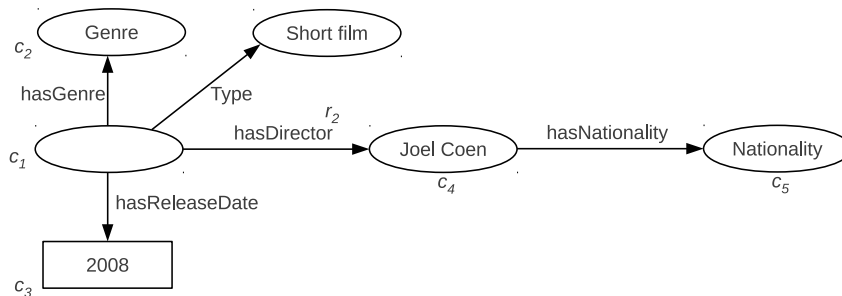 Genre
Short film
c2
hasGenre
Type
r2
hasDirector
hasNationality
c1
Joel Coen
Nationality
c4
c5
hasReleaseDate
2008
c3